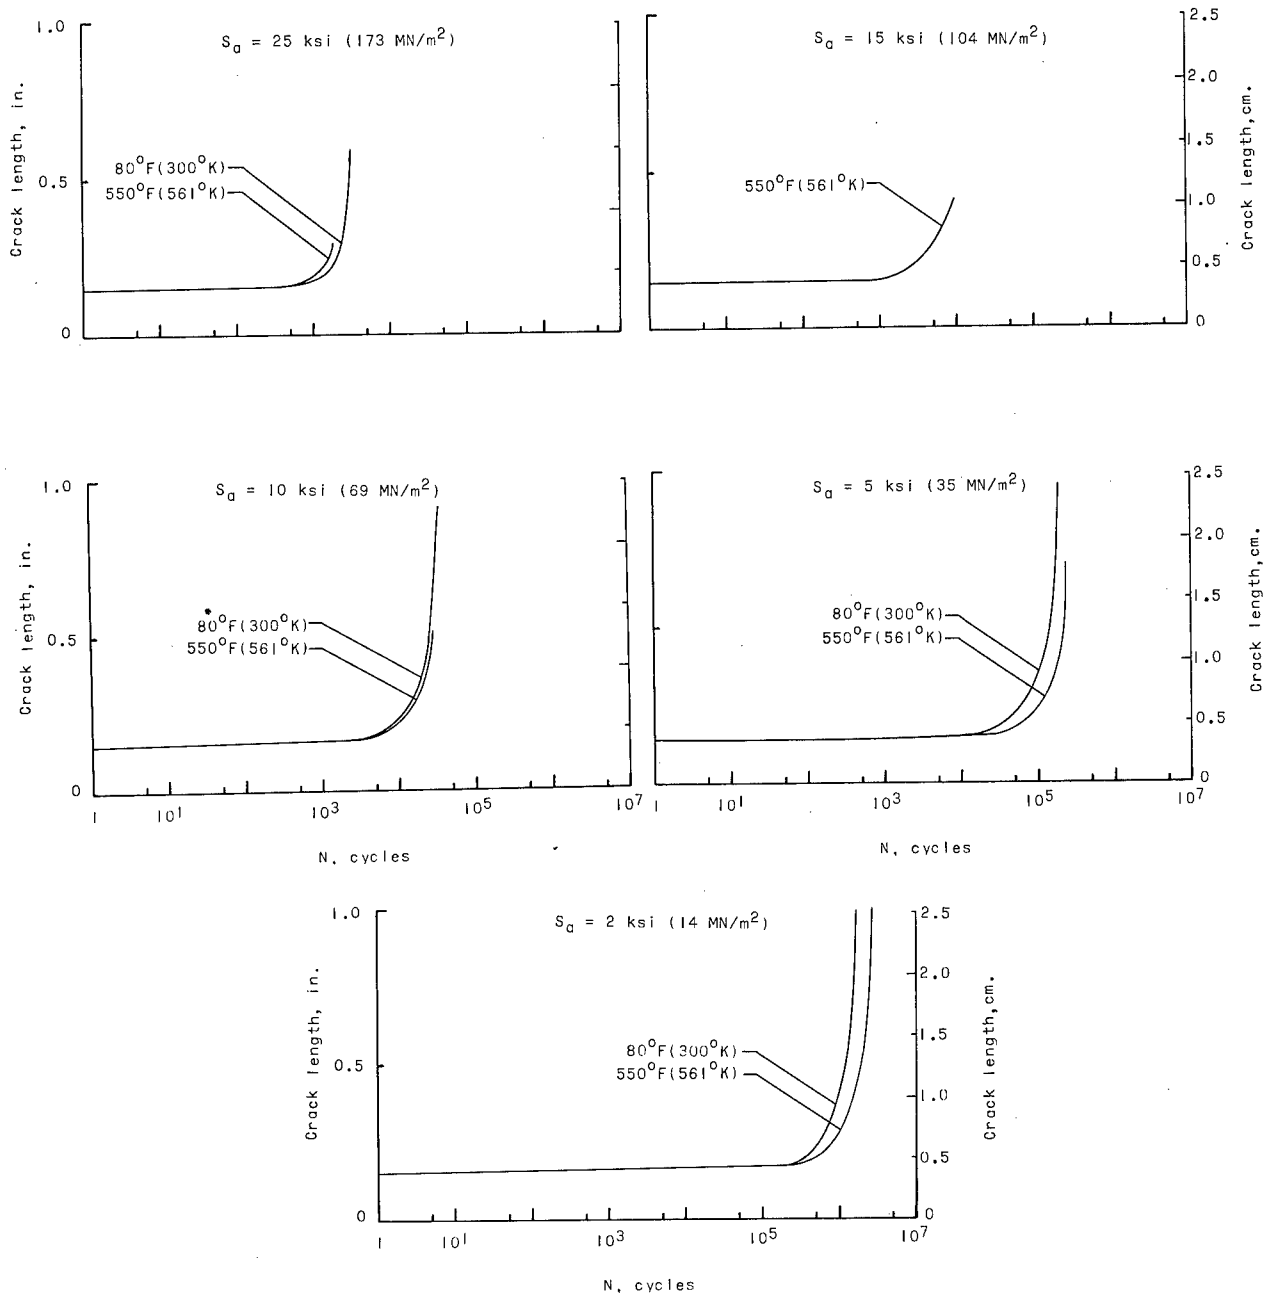 Sa = 25 ksi (173 MN/m²)
1.0
0.5
0
Crack length, in.
80°F(300°K)
550°F(561°K)
Sa = 15 ksi (104 MN/m²)
550°F(561°K)
2.5
2.0
1.5
1.0
0.5
0
Crack length,cm.
Sa = 10 ksi (69 MN/m²)
1.0
0.5
0
Crack length, in.
80°F(300°K)
550°F(561°K)
1 10¹ 10³ 10⁵ 10⁷
N, cycles
Sa = 5 ksi (35 MN/m²)
80°F(300°K)
550°F(561°K)
2.5
2.0
1.5
1.0
0.5
0
Crack length,cm.
1 10¹ 10³ 10⁵ 10⁷
N, cycles
Sa = 2 ksi (14 MN/m²)
1.0
0.5
0
Crack length, in.
80°F(300°K)
550°F(561°K)
2.5
2.0
1.5
1.0
0.5
0
Crack length,cm.
1 10¹ 10³ 10⁵ 10⁷
N, cycles